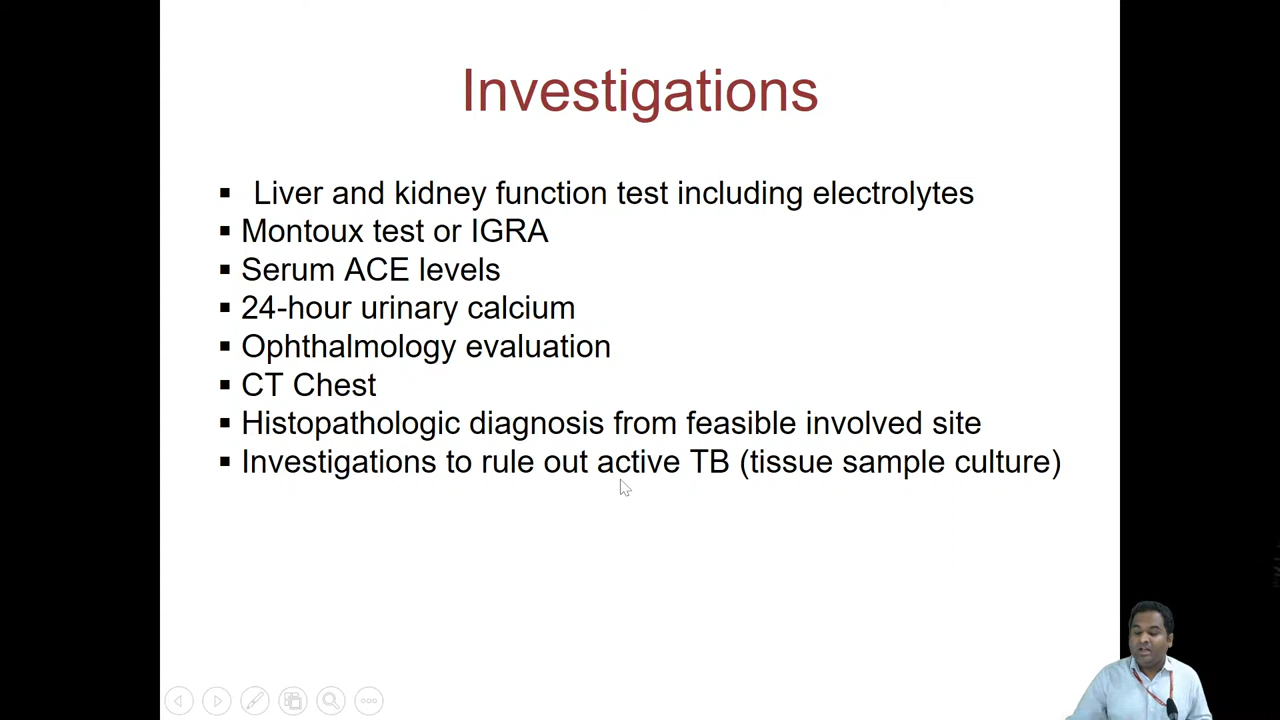 Investigations
▪ Liver and kidney function test including electrolytes
▪ Montoux test or IGRA
▪ Serum ACE levels
▪ 24-hour urinary calcium
▪ Ophthalmology evaluation
▪ CT Chest
▪ Histopathologic diagnosis from feasible involved site
▪ Investigations to rule out active TB (tissue sample culture)